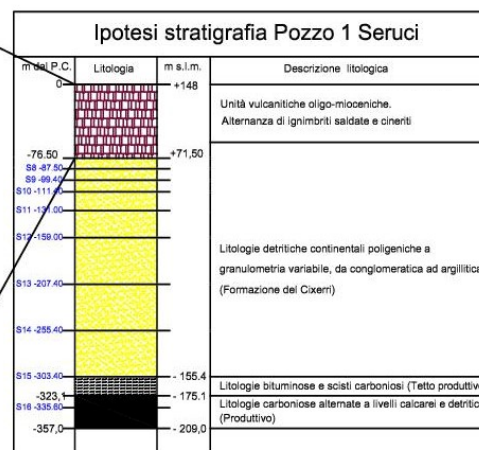 Ipotesi stratigrafia Pozzo 1 Seruci
m dal P.C. Litologia m s.l.m. Descrizione litologica
0 +148
Unità vulcanitiche oligo-mioceniche.
Alternanza di ignimbriti saldate e cineriti
-76.50 +71,50
S8 -87.50
S9 -99.40
S10 -111.40
S11 -131.00
S12 -159.00
Litologie detritiche continentali poligeniche a
granulometria variabile, da conglomeratica ad argillitica
(Formazione del Cixerri)
S13 -207.40
S14 -255.40
S15 -303.40 - 155.4
Litologie bituminose e scisti carboniosi (Tetto produttivo
-323,1 - 175.1
Litologie carboniose alternate a livelli calcarei e detritic
S16 -335.60
(Produttivo)
-357,0 - 209,0